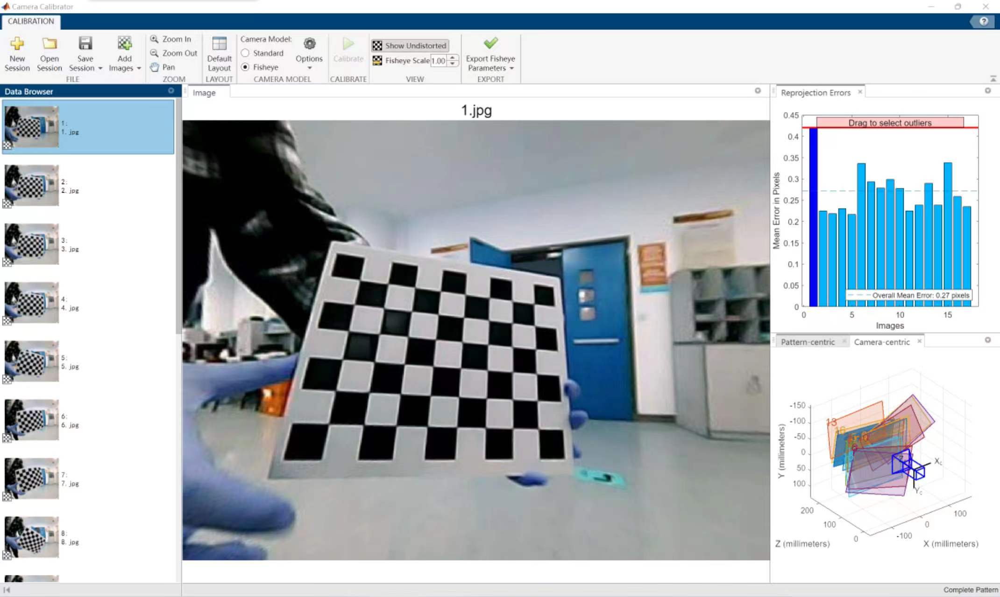 Camera Calibrator
CALIBRATION
New Session
Open Session
Save Session
Add Images
FILE
Zoom In
Zoom Out
Pan
ZOOM
Default Layout
LAYOUT
Camera Model:
Standard
Fisheye
Options
CAMERA MODEL
Calibrate
CALIBRATE
Show Undistorted
Fisheye Scale 1.00
VIEW
Export Fisheye Parameters
EXPORT
Data Browser
1:
1. jpg
2:
2. jpg
3:
3. jpg
4:
4. jpg
5:
5. jpg
6:
6. jpg
7:
7. jpg
8:
8. jpg
Image
1.jpg
Reprojection Errors
Drag to select outliers
0.45
0.4
0.35
0.3
0.25
0.2
0.15
0.1
0.05
0
Mean Error in Pixels
Overall Mean Error: 0.27 pixels
0 5 10 15
Images
Pattern-centric
Camera-centric
-150
-100
-50
0
50
100
Y (millimeters)
13
16
Xc
Yc
200
100
0
Z (millimeters)
-100
0
100
X (millimeters)
Complete Pattern